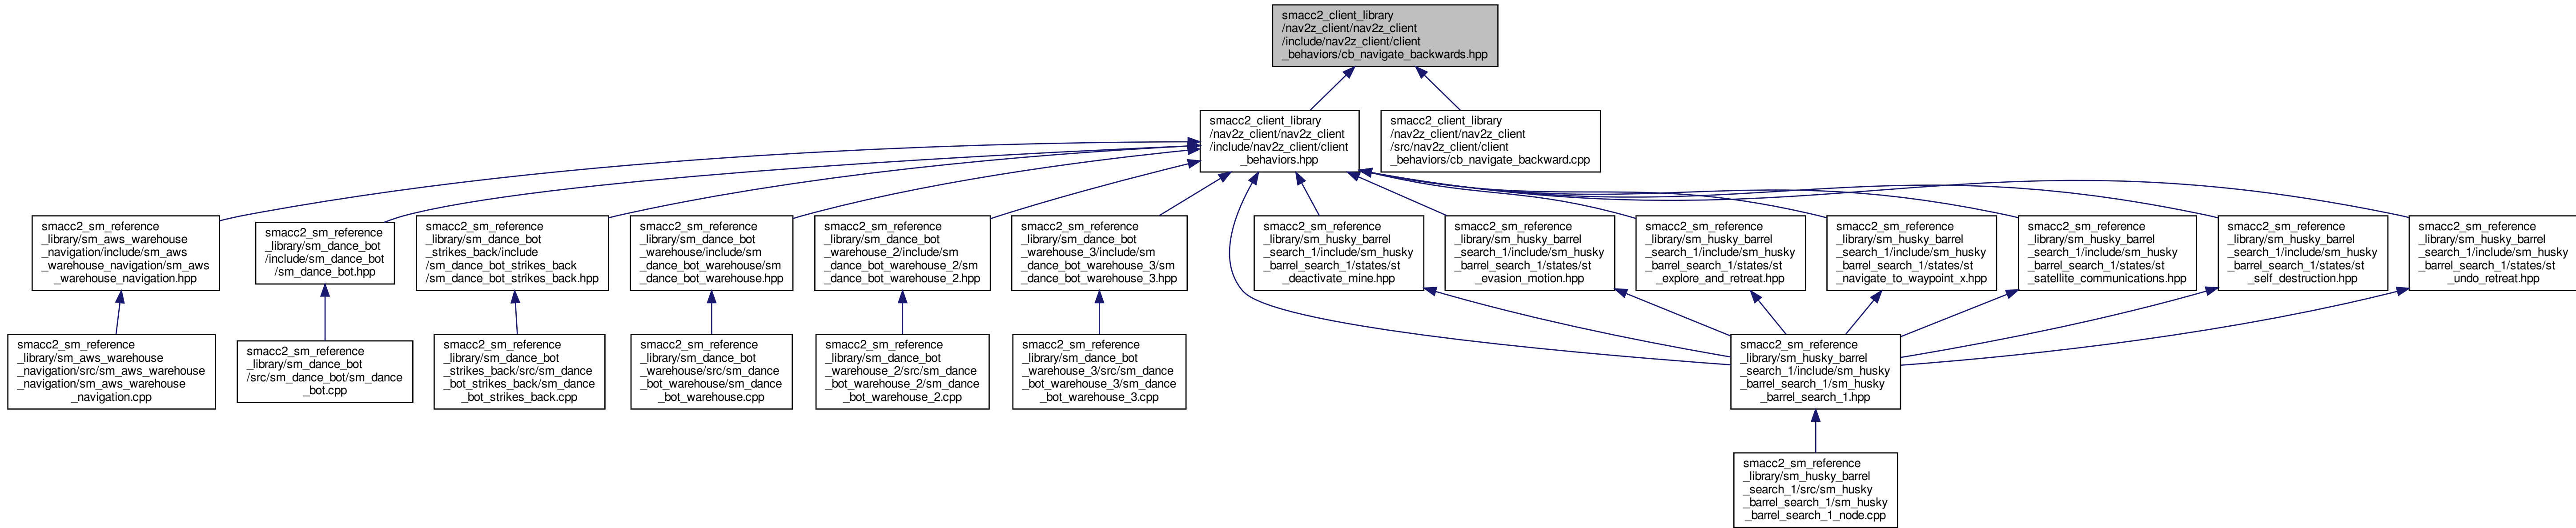 smacc2_client_library
/nav2z_client/nav2z_client
/include/nav2z_client/client
_behaviors/cb_navigate_backwards.hpp
smacc2_client_library
/nav2z_client/nav2z_client
/include/nav2z_client/client
_behaviors.hpp
smacc2_client_library
/nav2z_client/nav2z_client
/src/nav2z_client/client
_behaviors/cb_navigate_backward.cpp
smacc2_sm_reference
_library/sm_aws_warehouse
_navigation/include/sm_aws
_warehouse_navigation/sm_aws
_warehouse_navigation.hpp
smacc2_sm_reference
_library/sm_dance_bot
/include/sm_dance_bot
/sm_dance_bot.hpp
smacc2_sm_reference
_library/sm_dance_bot
_strikes_back/include
/sm_dance_bot_strikes_back
/sm_dance_bot_strikes_back.hpp
smacc2_sm_reference
_library/sm_dance_bot
_warehouse/include/sm
_dance_bot_warehouse/sm
_dance_bot_warehouse.hpp
smacc2_sm_reference
_library/sm_dance_bot
_warehouse_2/include/sm
_dance_bot_warehouse_2/sm
_dance_bot_warehouse_2.hpp
smacc2_sm_reference
_library/sm_dance_bot
_warehouse_3/include/sm
_dance_bot_warehouse_3/sm
_dance_bot_warehouse_3.hpp
smacc2_sm_reference
_library/sm_husky_barrel
_search_1/include/sm_husky
_barrel_search_1/states/st
_deactivate_mine.hpp
smacc2_sm_reference
_library/sm_husky_barrel
_search_1/include/sm_husky
_barrel_search_1/states/st
_evasion_motion.hpp
smacc2_sm_reference
_library/sm_husky_barrel
_search_1/include/sm_husky
_barrel_search_1/states/st
_explore_and_retreat.hpp
smacc2_sm_reference
_library/sm_husky_barrel
_search_1/include/sm_husky
_barrel_search_1/states/st
_navigate_to_waypoint_x.hpp
smacc2_sm_reference
_library/sm_husky_barrel
_search_1/include/sm_husky
_barrel_search_1/states/st
_satellite_communications.hpp
smacc2_sm_reference
_library/sm_husky_barrel
_search_1/include/sm_husky
_barrel_search_1/states/st
_self_destruction.hpp
smacc2_sm_reference
_library/sm_husky_barrel
_search_1/include/sm_husky
_barrel_search_1/states/st
_undo_retreat.hpp
smacc2_sm_reference
_library/sm_aws_warehouse
_navigation/src/sm_aws_warehouse
_navigation/sm_aws_warehouse
_navigation.cpp
smacc2_sm_reference
_library/sm_dance_bot
/src/sm_dance_bot/sm_dance
_bot.cpp
smacc2_sm_reference
_library/sm_dance_bot
_strikes_back/src/sm_dance
_bot_strikes_back/sm_dance
_bot_strikes_back.cpp
smacc2_sm_reference
_library/sm_dance_bot
_warehouse/src/sm_dance
_bot_warehouse/sm_dance
_bot_warehouse.cpp
smacc2_sm_reference
_library/sm_dance_bot
_warehouse_2/src/sm_dance
_bot_warehouse_2/sm_dance
_bot_warehouse_2.cpp
smacc2_sm_reference
_library/sm_dance_bot
_warehouse_3/src/sm_dance
_bot_warehouse_3/sm_dance
_bot_warehouse_3.cpp
smacc2_sm_reference
_library/sm_husky_barrel
_search_1/include/sm_husky
_barrel_search_1/sm_husky
_barrel_search_1.hpp
smacc2_sm_reference
_library/sm_husky_barrel
_search_1/src/sm_husky
_barrel_search_1/sm_husky
_barrel_search_1_node.cpp